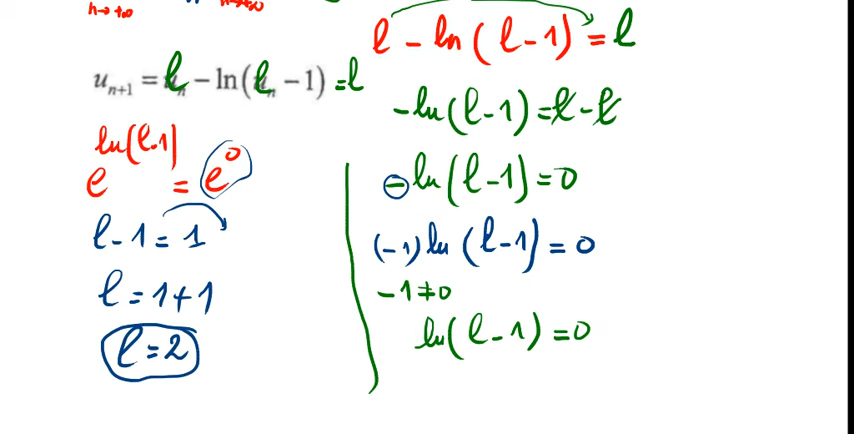 n→+∞ n→+∞
u_{n+1} = l - ln(l - 1) = l
e^{ln(l-1)} = e^0
l - 1 = 1
l = 1 + 1
l = 2
l - ln(l - 1) = l
-ln(l - 1) = l - l
-ln(l - 1) = 0
(-1) ln(l - 1) = 0
-1 ≠ 0
ln(l - 1) = 0